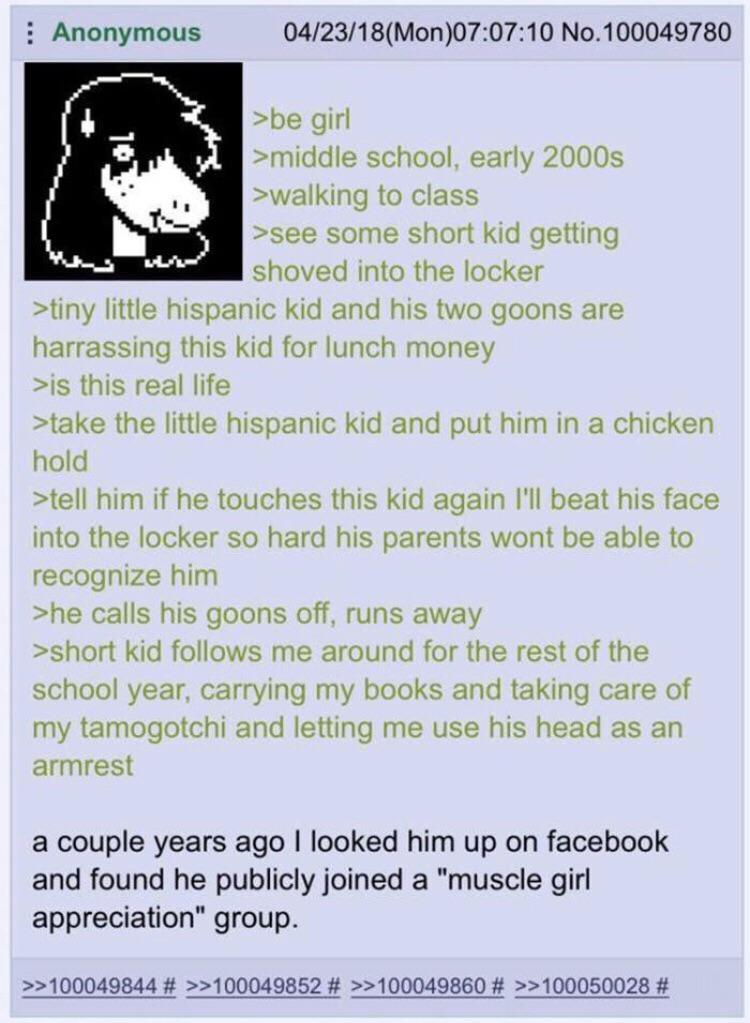 Anonymous 04/23/18(Mon)07:07:10 No.100049780
>be girl
>middle school, early 2000s
>walking to class
>see some short kid getting
shoved into the locker
>tiny little hispanic kid and his two goons are
harrassing this kid for lunch money
>is this real life
>take the little hispanic kid and put him in a chicken
hold
>tell him if he touches this kid again I'll beat his face
into the locker so hard his parents wont be able to
recognize him
>he calls his goons off, runs away
>short kid follows me around for the rest of the
school year, carrying my books and taking care of
my tamogotchi and letting me use his head as an
armrest
a couple years ago I looked him up on facebook
and found he publicly joined a "muscle girl
appreciation" group.
>>100049844 # >>100049852 # >>100049860 # >>100050028 #